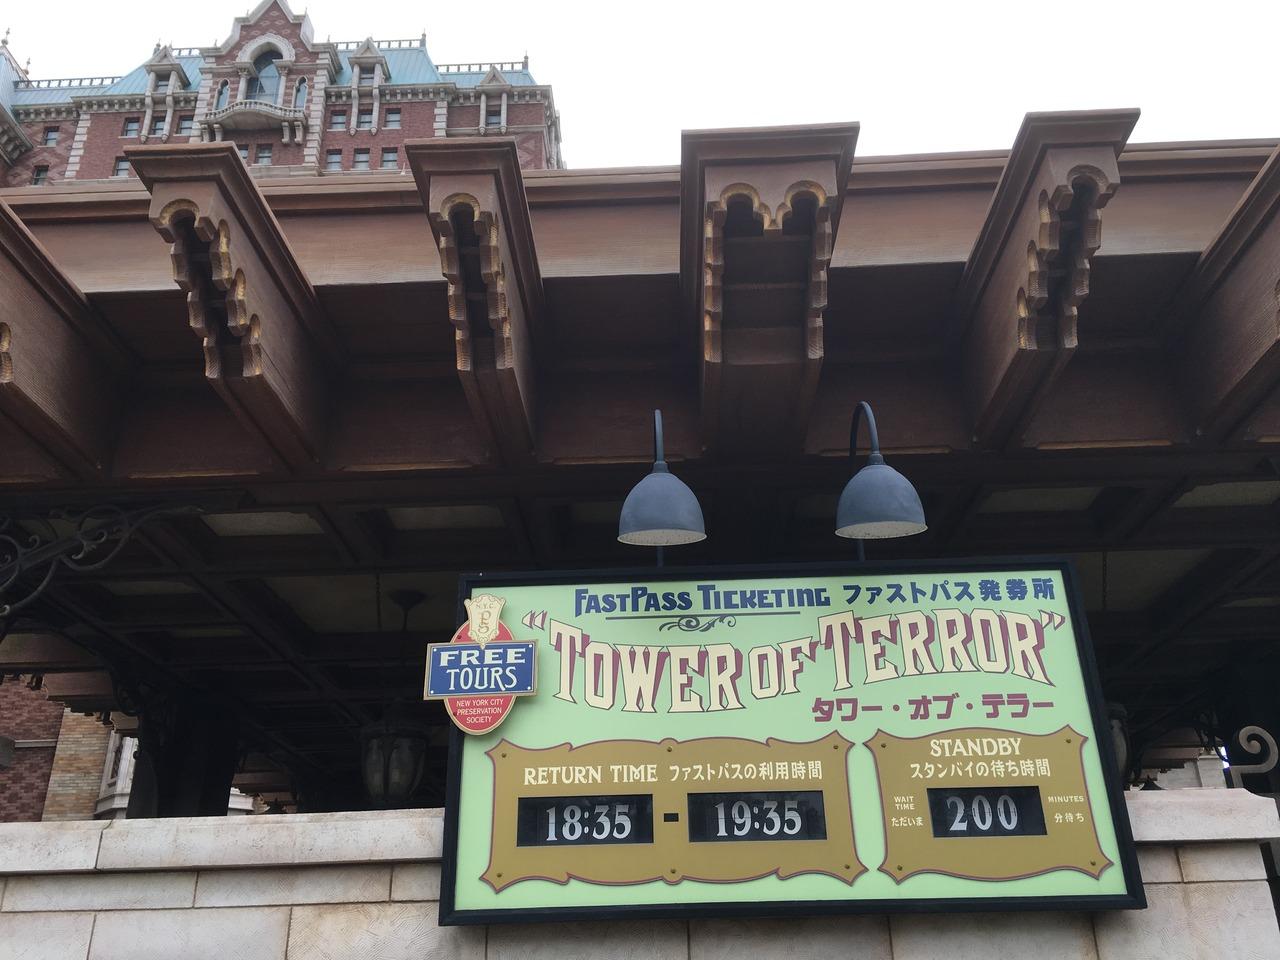 FASTPASS TICKETING ファストパス発券所
"TOWER OF TERROR"
タワー・オブ・テラー
N.Y.C.
FREE
TOURS
NEW YORK CITY
PRESERVATION
SOCIETY
RETURN TIME ファストパスの利用時間
18:35 - 19:35
STANDBY
スタンバイの待ち時間
WAIT
TIME
ただいま
200
MINUTES
分待ち